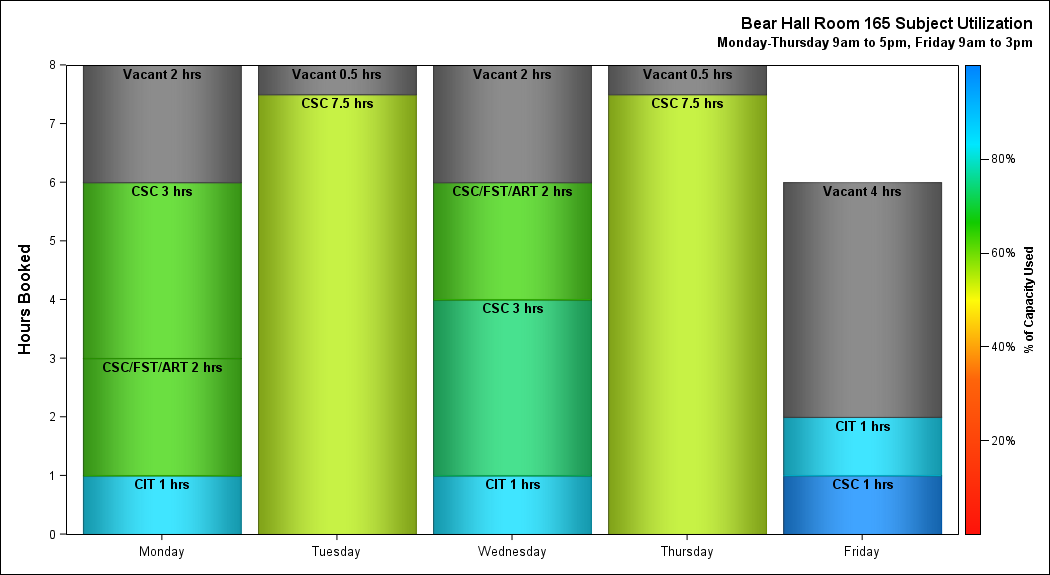 Bear Hall Room 165 Subject Utilization
Monday-Thursday 9am to 5pm, Friday 9am to 3pm
Hours Booked
8
7
6
5
4
3
2
1
0
Vacant 2 hrs
CSC 3 hrs
CSC/FST/ART 2 hrs
CIT 1 hrs
Monday
Vacant 0.5 hrs
CSC 7.5 hrs
Tuesday
Vacant 2 hrs
CSC/FST/ART 2 hrs
CSC 3 hrs
CIT 1 hrs
Wednesday
Vacant 0.5 hrs
CSC 7.5 hrs
Thursday
Vacant 4 hrs
CIT 1 hrs
CSC 1 hrs
Friday
80%
60%
40%
20%
% of Capacity Used